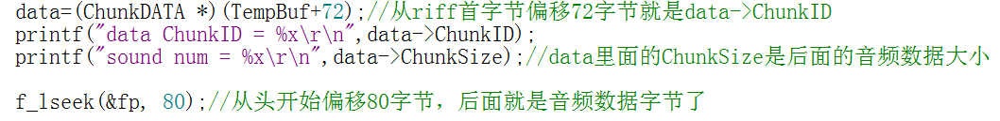 data=(ChunkDATA *)(TempBuf+72);//从riff首字节偏移72字节就是data->ChunkID
printf("data ChunkID = %x\r\n",data->ChunkID);
printf("sound num = %x\r\n",data->ChunkSize);//data里面的ChunkSize是后面的音频数据大小
f_lseek(&fp, 80);//从头开始偏移80字节，后面就是音频数据字节了